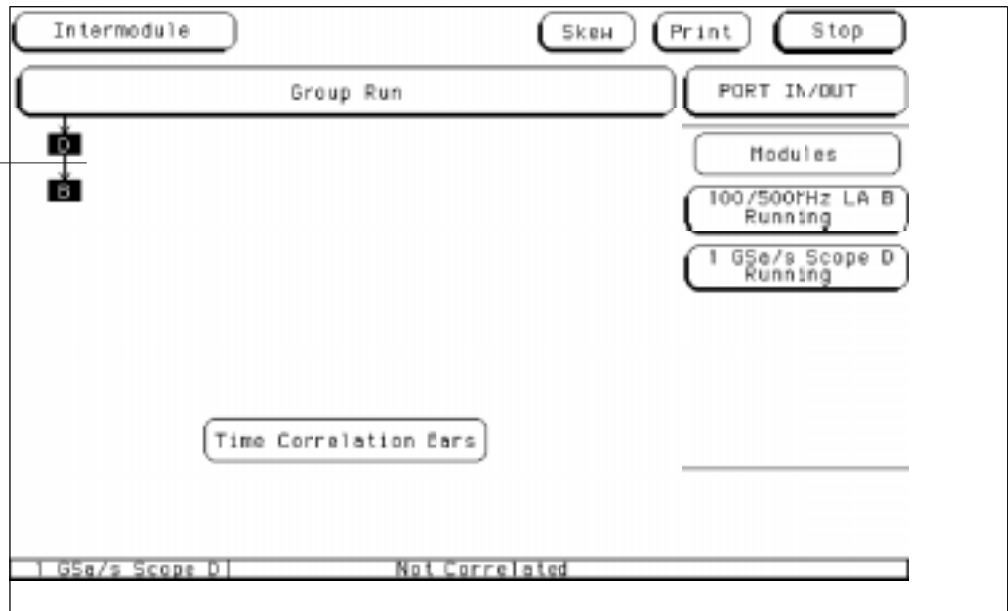 Intermodule
Skew
Print
Stop
Group Run
PORT IN/OUT
D
B
Modules
100/500MHz LA B
Running
1 GSa/s Scope D
Running
Time Correlation Bars
1 GSa/s Scope D
Not Correlated